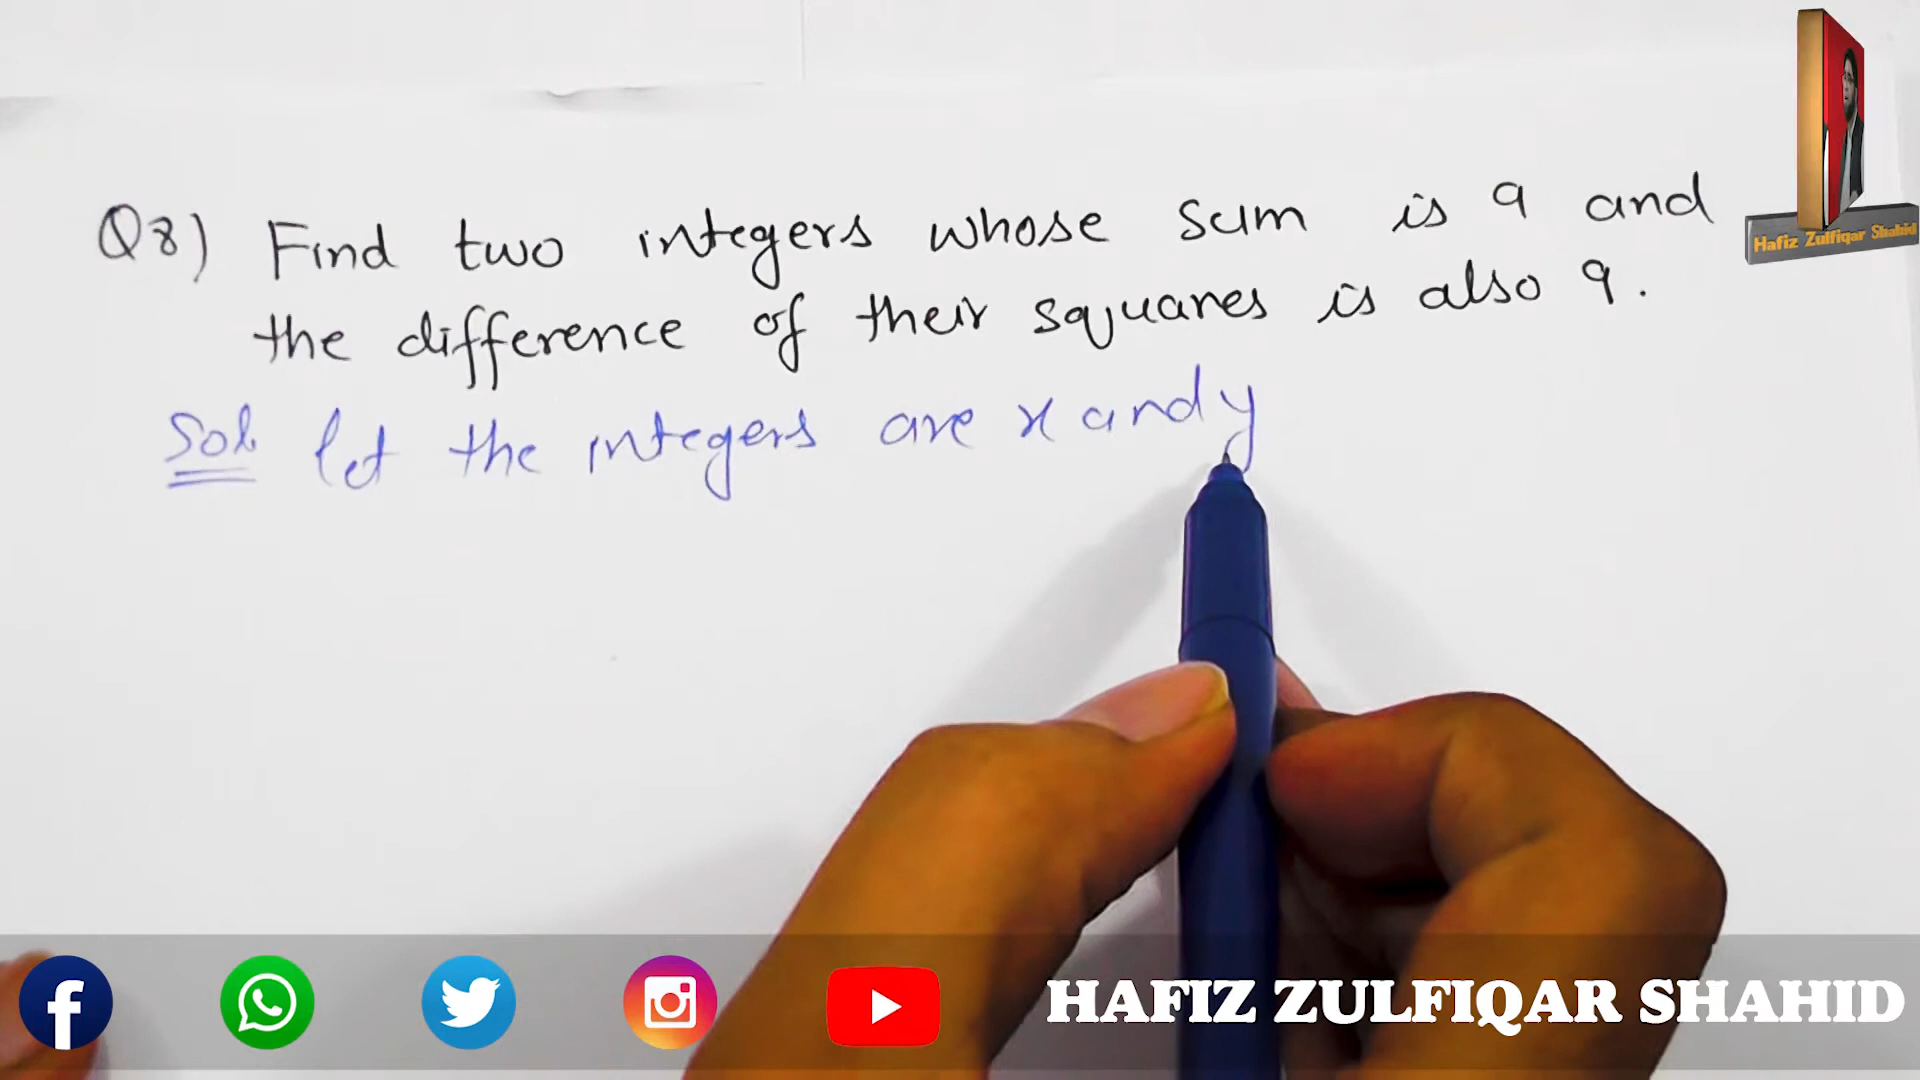 Q8) Find two integers whose sum is 9 and
the difference of their squares is also 9.
Sol. let the integers are x and y
Hafiz Zulfiqar Shahid
HAFIZ ZULFIQAR SHAHID